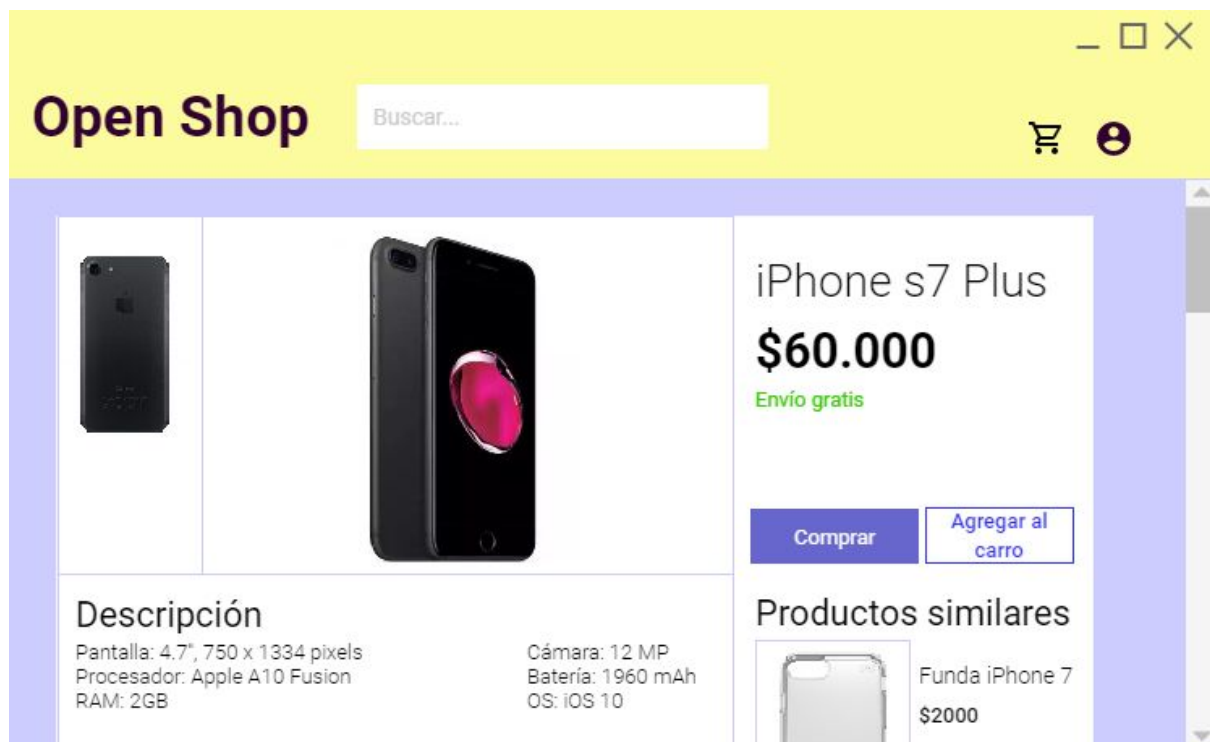 Open Shop
Buscar...
iPhone s7 Plus
$60.000
Envío gratis
Comprar
Agregar al
carro
Descripción
Pantalla: 4.7", 750 x 1334 pixels
Procesador: Apple A10 Fusion
RAM: 2GB
Cámara: 12 MP
Batería: 1960 mAh
OS: iOS 10
Productos similares
Funda iPhone 7
$2000